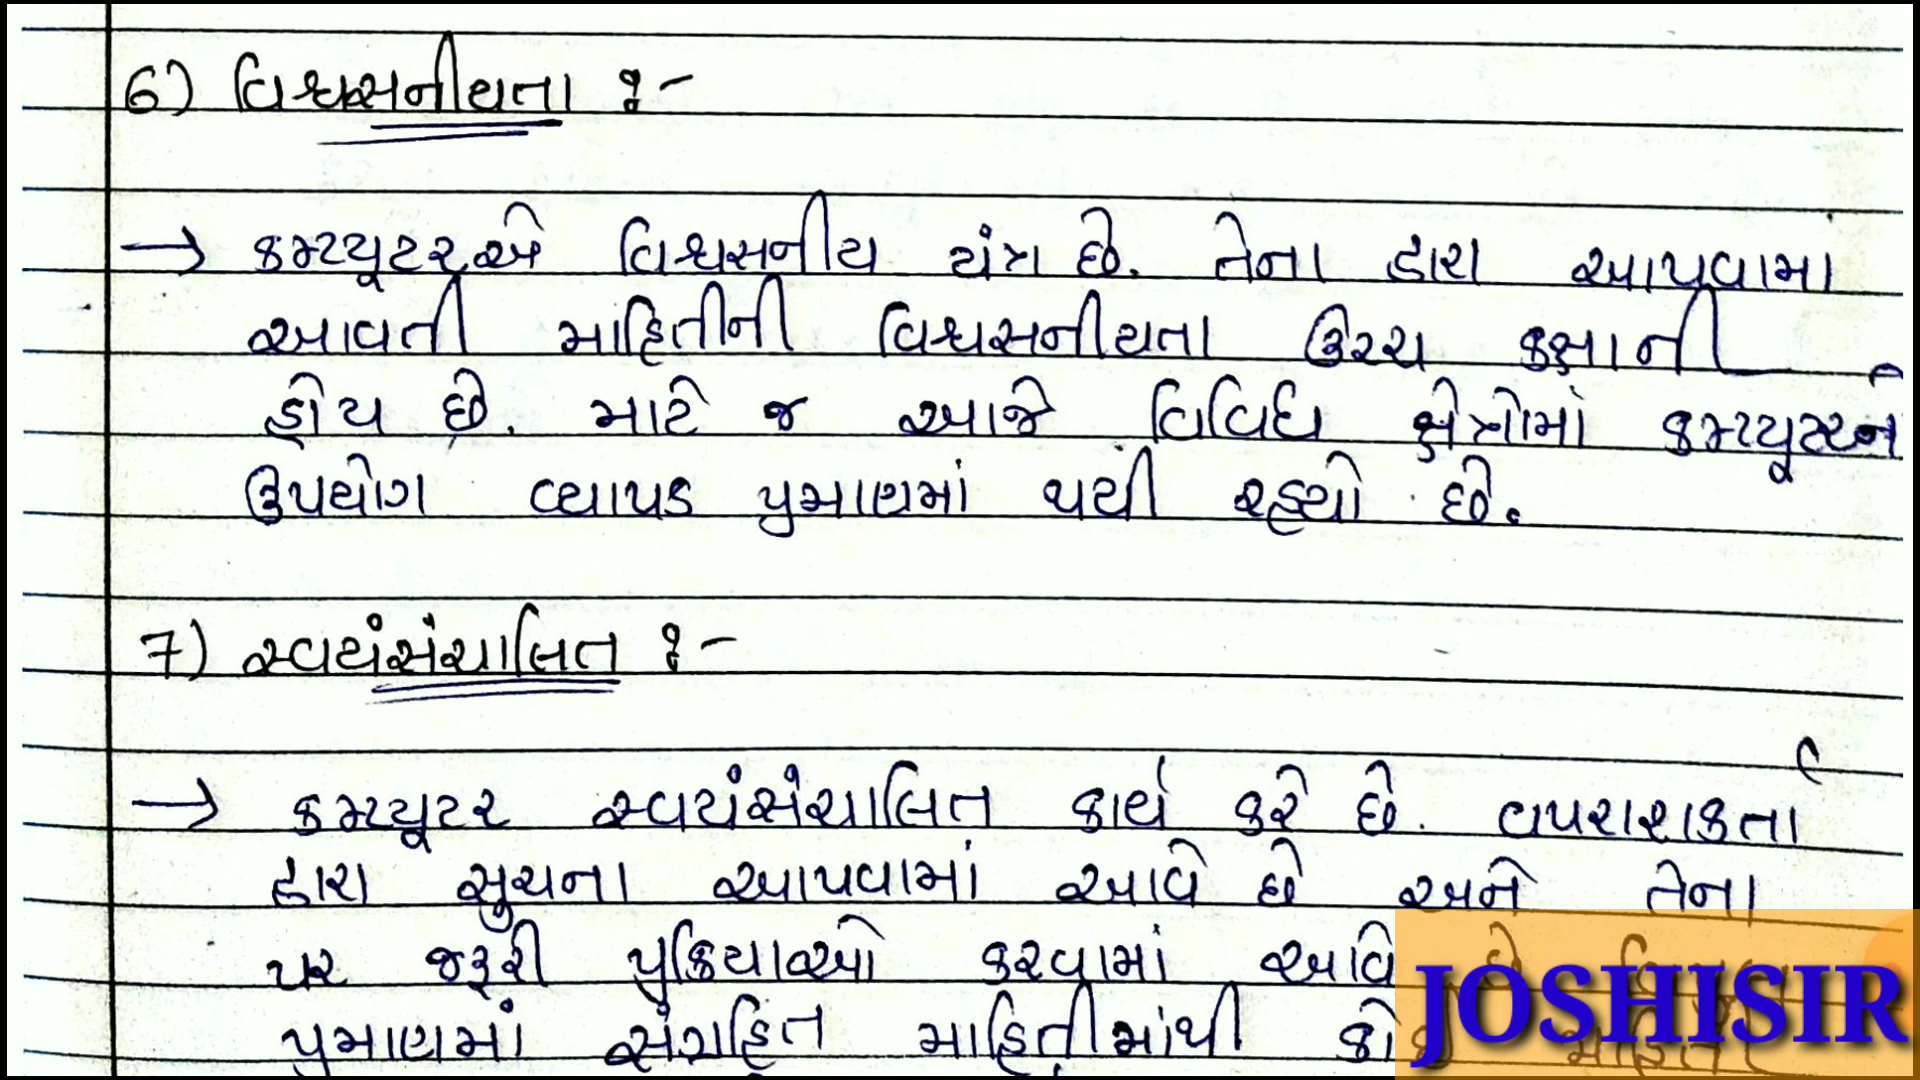 6) વિશ્વસનીયતા :-
→ કમ્પ્યૂટર,એ વિશ્વસનીય યંત્ર છે. તેના દ્વારા આપવામાં
આવતી માહિતીની વિશ્વસનીયતા ઉચ્ચ કક્ષાની
હોય છે. માટે જ આજે વિવિધ ક્ષેત્રોમાં કમ્પ્યૂટરનો
ઉપયોગ વ્યાપક પ્રમાણમાં થયી રહ્યો છે.
7) સ્વયંસંચાલિત :-
→ કમ્પ્યૂટર સ્વયંસંચાલિત કાર્ય કરે છે. વપરાશકર્તા
દ્વારા સુચના આપવામાં આવે છે અને તેના
પર જરૂરી પ્રક્રિયાઓ કરવામાં આવે છે
પ્રમાણમાં સંગ્રહિત માહિતીમાંથી
JOSHISIR